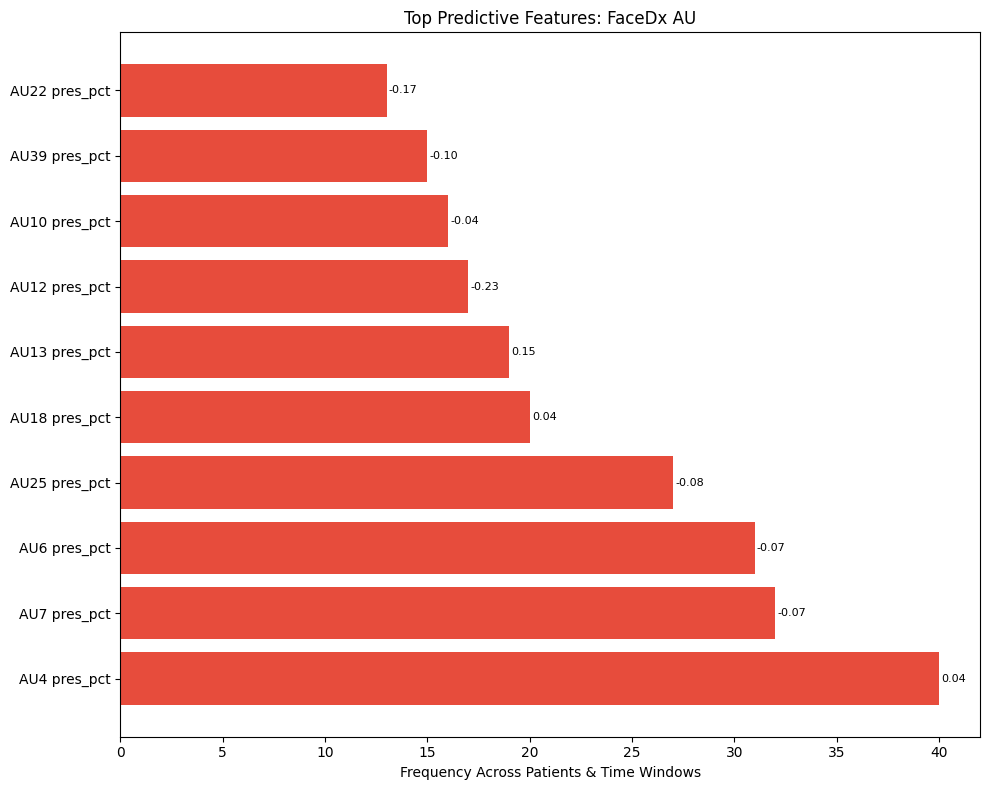 Top Predictive Features: FaceDx AU
AU22 pres_pct -0.17
AU39 pres_pct -0.10
AU10 pres_pct -0.04
AU12 pres_pct -0.23
AU13 pres_pct 0.15
AU18 pres_pct 0.04
AU25 pres_pct -0.08
AU6 pres_pct -0.07
AU7 pres_pct -0.07
AU4 pres_pct 0.04
0 5 10 15 20 25 30 35 40
Frequency Across Patients & Time Windows